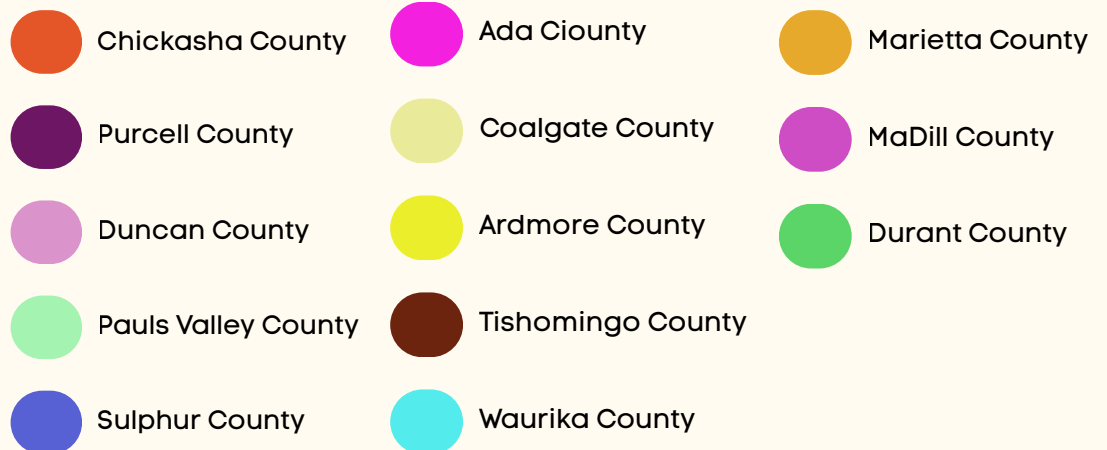 Chickasha County
Purcell County
Duncan County
Pauls Valley County
Sulphur County
Ada Ciounty
Coalgate County
Ardmore County
Tishomingo County
Waurika County
Marietta County
MaDill County
Durant County